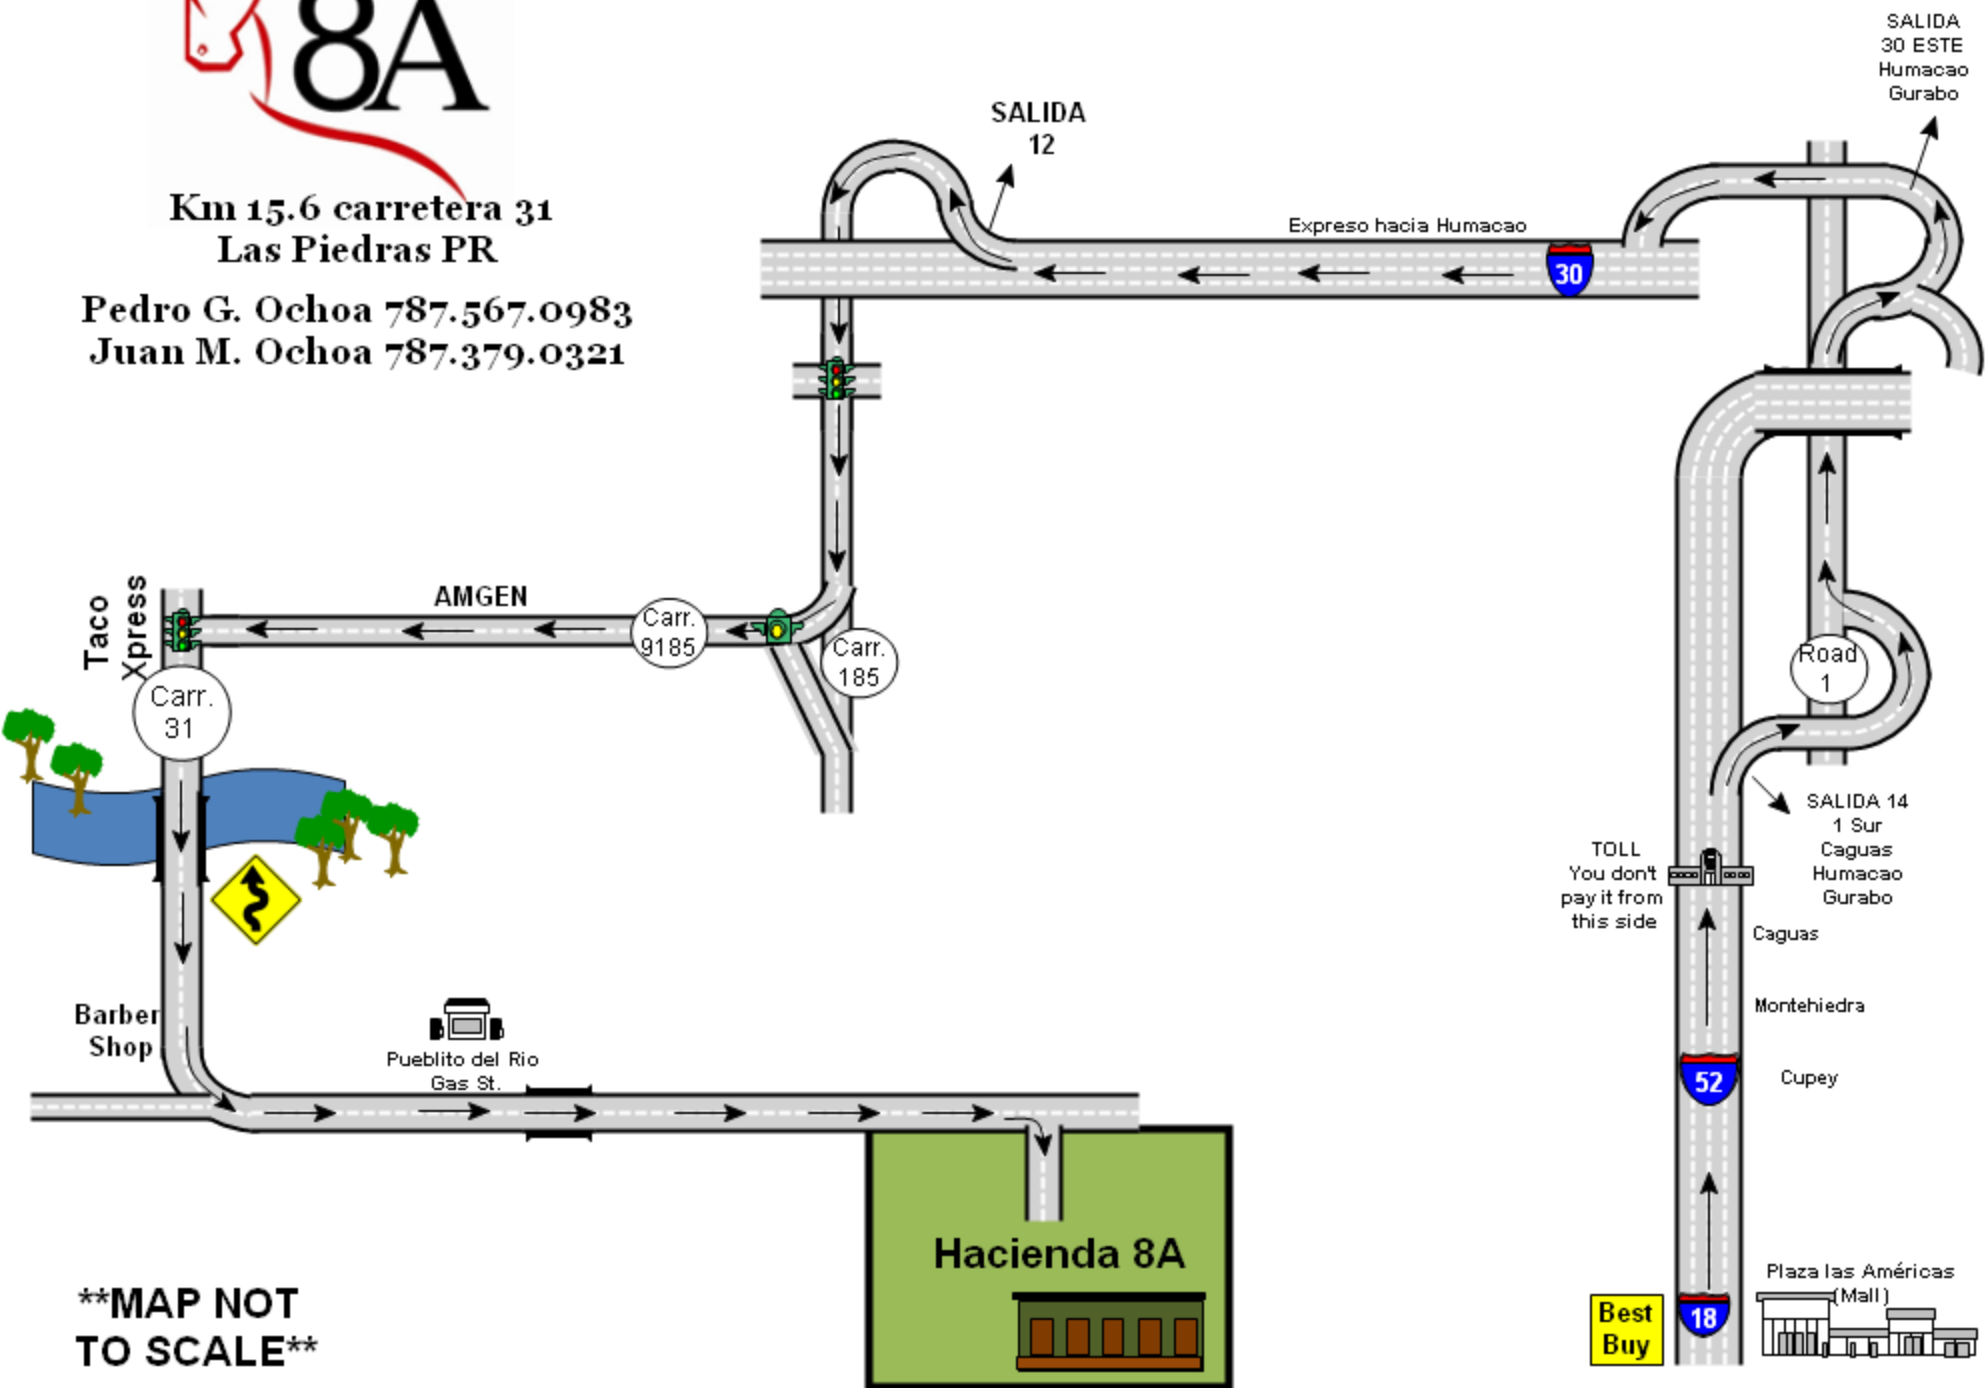 8A
Km 15.6 carretera 31
Las Piedras PR
Pedro G. Ochoa 787.567.0983
Juan M. Ochoa 787.379.0321
SALIDA
12
SALIDA
30 ESTE
Humacao
Gurabo
Expreso hacia Humacao
30
Taco
Xpress
AMGEN
Carr.
9185
Carr.
185
Carr.
31
Road
1
SALIDA 14
1 Sur
Caguas
Humacao
Gurabo
TOLL
You don't
pay it from
this side
Caguas
Montehiedra
52
Cupey
Barber
Shop
Pueblito del Rio
Gas St.
Hacienda 8A
**MAP NOT
TO SCALE**
Plaza las Américas
(Mall)
Best
Buy
18